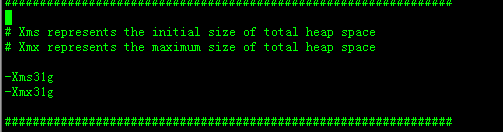 ################################################################
# Xms represents the initial size of total heap space
# Xmx represents the maximum size of total heap space
-Xms31g
-Xmx31g
################################################################